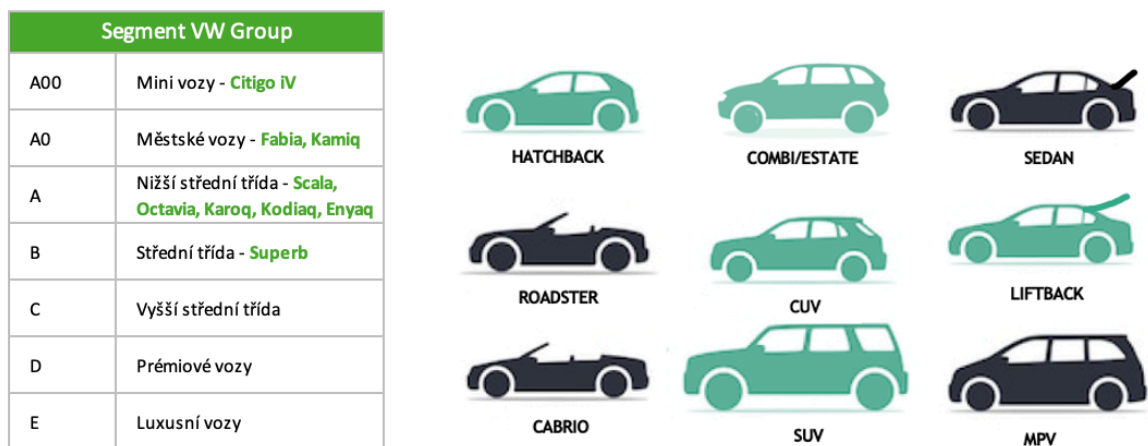 Segment VW Group
A00 Mini vozy - Citigo iV
A0 Městské vozy - Fabia, Kamiq
A Nižší střední třída - Scala,
Octavia, Karoq, Kodiaq, Enyaq
B Střední třída - Superb
C Vyšší střední třída
D Prémiové vozy
E Luxusní vozy
HATCHBACK
COMBI/ESTATE
SEDAN
ROADSTER
CUV
LIFTBACK
CABRIO
SUV
MPV